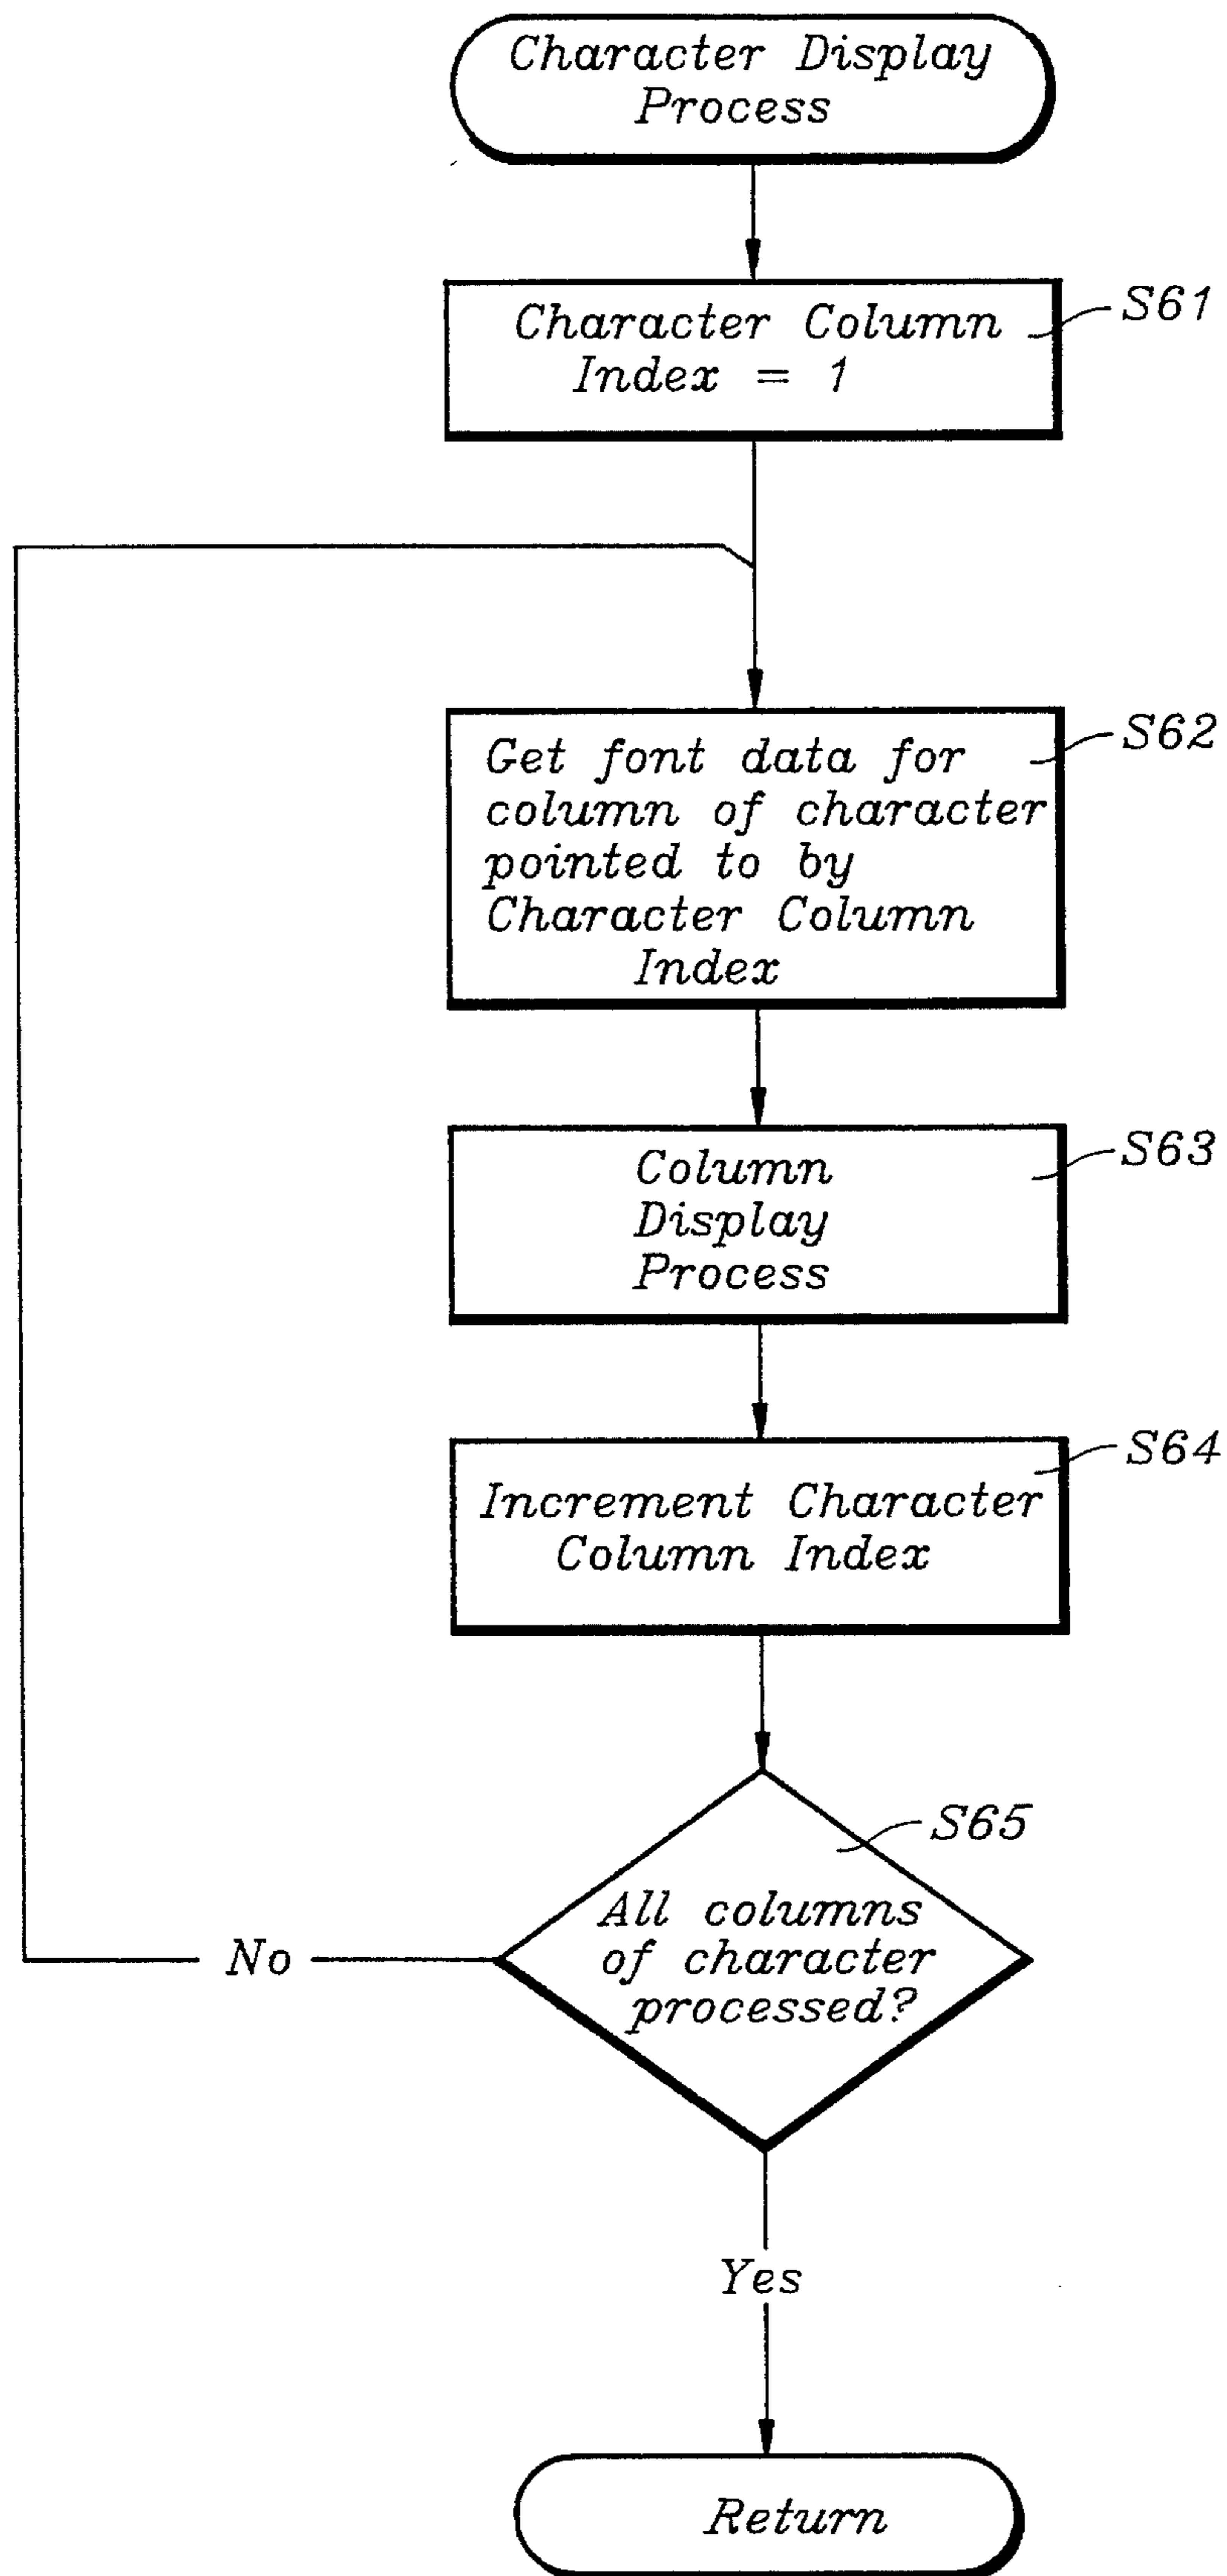 Character Display
Process
S61
Character Column
Index = 1
S62
Get font data for
column of character
pointed to by
Character Column
Index
S63
Column
Display
Process
S64
Increment Character
Column Index
S65
All columns
of character
processed?
No
Yes
Return